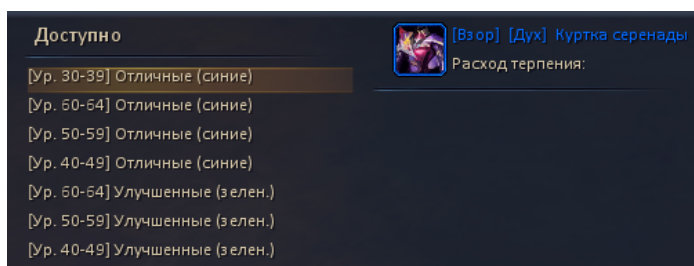 Доступно
[Ур. 30-39] Отличные (синие)
[Ур. 60-64] Отличные (синие)
[Ур. 50-59] Отличные (синие)
[Ур. 40-49] Отличные (синие)
[Ур. 60-64] Улучшенные (зелен.)
[Ур. 50-59] Улучшенные (зелен.)
[Ур. 40-49] Улучшенные (зелен.)
[Взор] [Дух] Куртка серенады
Расход терпения: